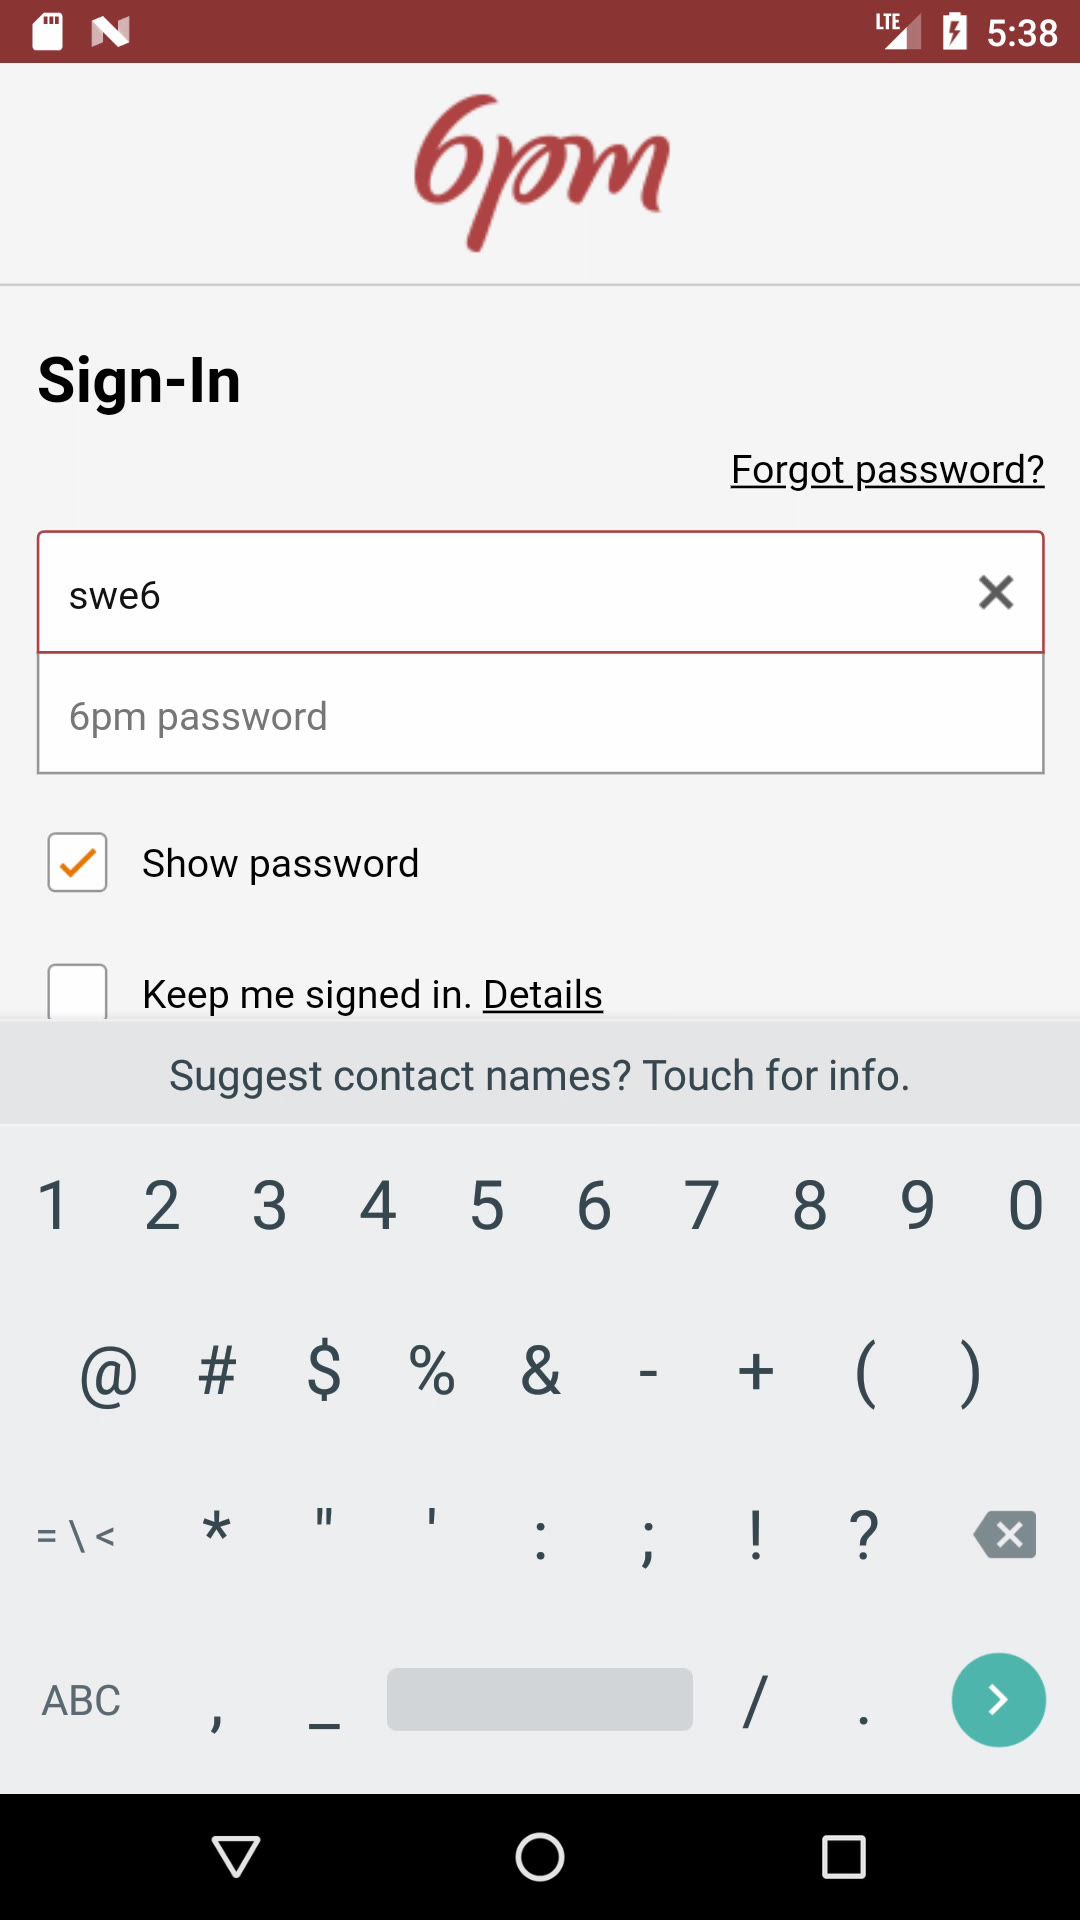 LTE 5:38
6pm
Sign-In
Forgot password?
swe6
6pm password
Show password
Keep me signed in. Details
Suggest contact names? Touch for info.
1 2 3 4 5 6 7 8 9 0
@ # $ % & - + ( )
= \ < * " ' : ; ! ?
ABC , _ / .